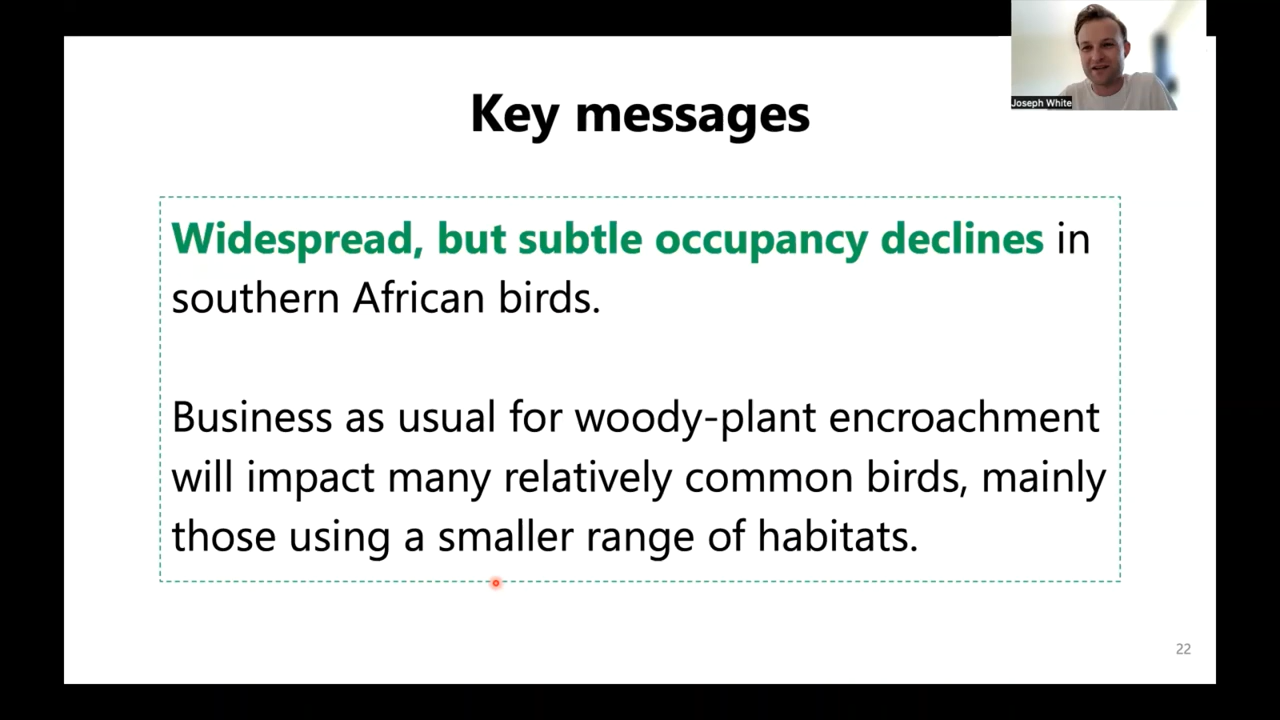 Joseph White
Key messages
Widespread, but subtle occupancy declines in
southern African birds.
Business as usual for woody-plant encroachment
will impact many relatively common birds, mainly
those using a smaller range of habitats.
22